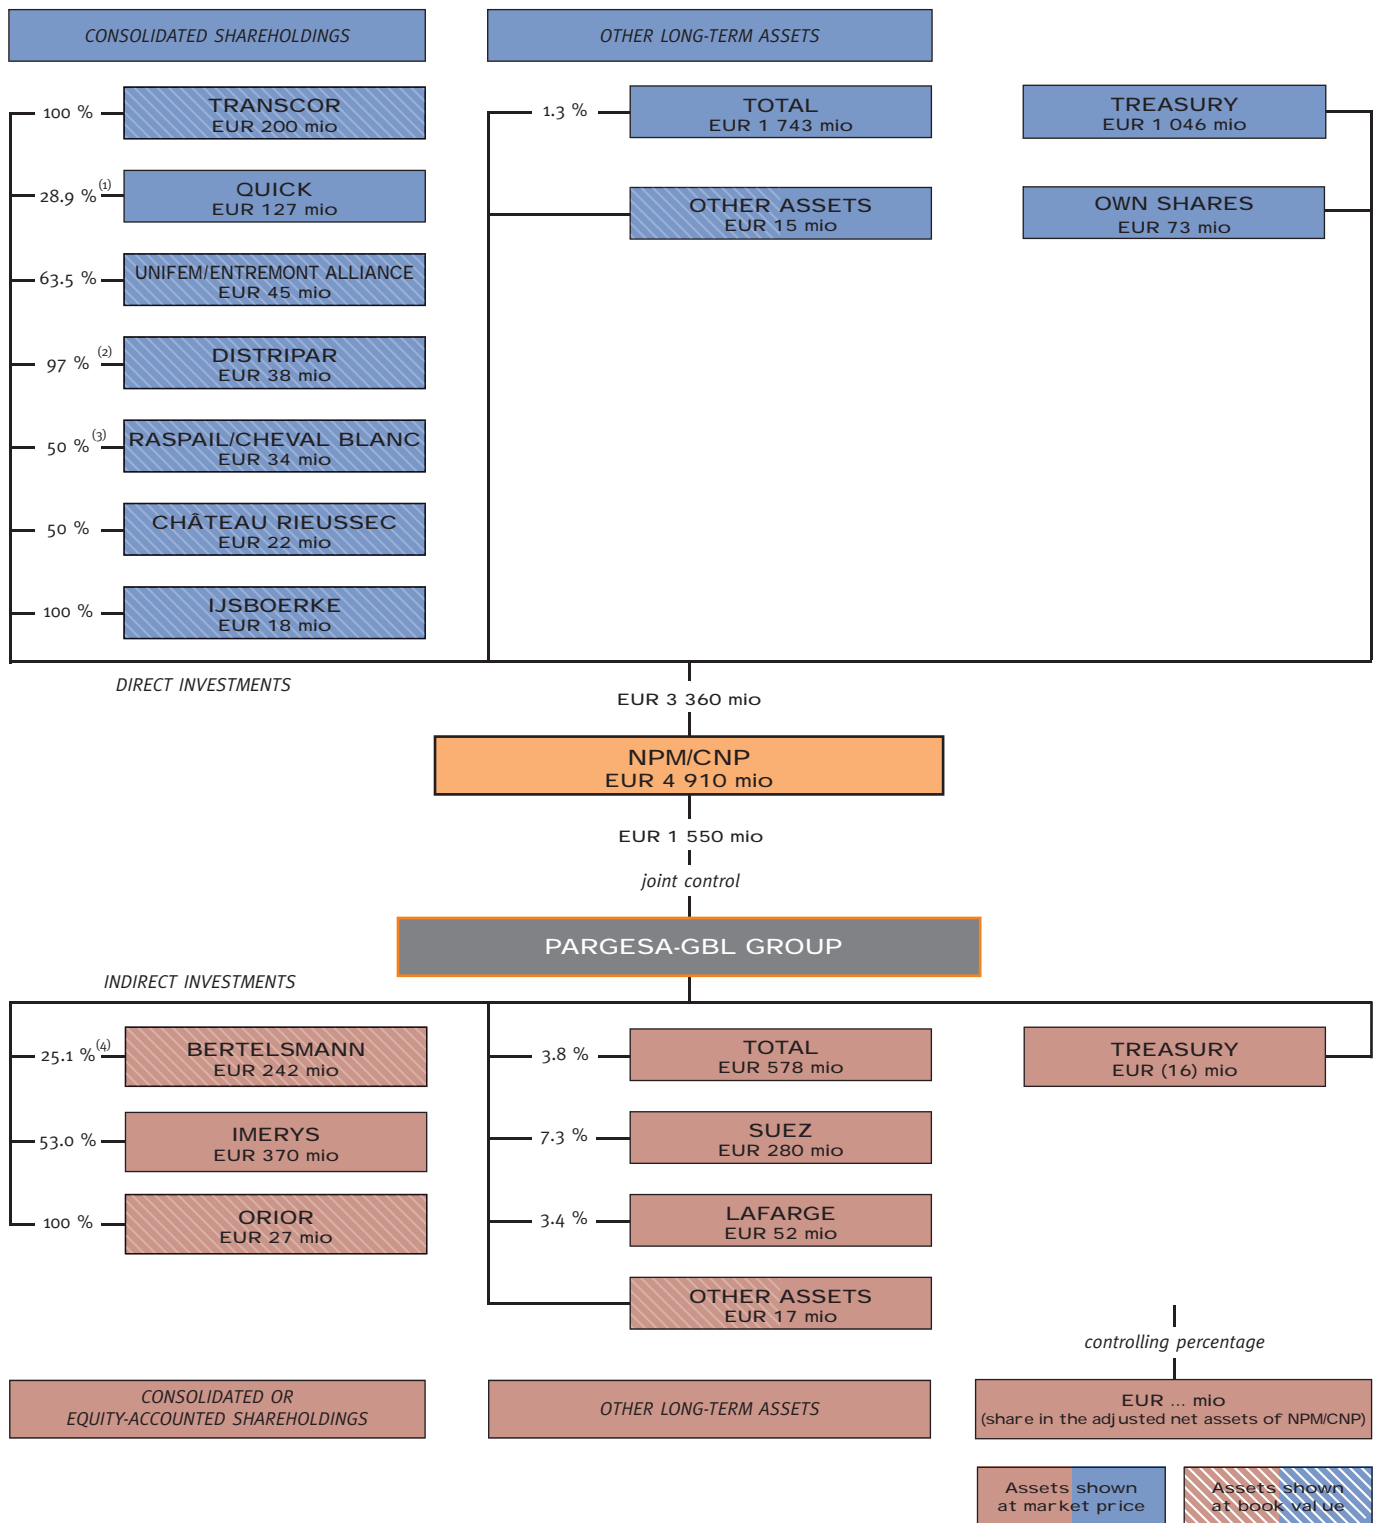 CONSOLIDATED SHAREHOLDINGS
OTHER LONG-TERM ASSETS
100 %
TRANSCOR
EUR 200 mio
1.3 %
TOTAL
EUR 1 743 mio
TREASURY
EUR 1 046 mio
28.9 % (1)
QUICK
EUR 127 mio
OTHER ASSETS
EUR 15 mio
OWN SHARES
EUR 73 mio
63.5 %
UNIFEM/ENTREMONT ALLIANCE
EUR 45 mio
97 % (2)
DISTRIPAR
EUR 38 mio
50 % (3)
RASPAIL/CHEVAL BLANC
EUR 34 mio
50 %
CHÂTEAU RIEUSSEC
EUR 22 mio
100 %
IJSBOERKE
EUR 18 mio
DIRECT INVESTMENTS
EUR 3 360 mio
NPM/CNP
EUR 4 910 mio
EUR 1 550 mio
joint control
PARGESA-GBL GROUP
INDIRECT INVESTMENTS
25.1 % (4)
BERTELSMANN
EUR 242 mio
3.8 %
TOTAL
EUR 578 mio
TREASURY
EUR (16) mio
53.0 %
IMERYS
EUR 370 mio
7.3 %
SUEZ
EUR 280 mio
100 %
ORIOR
EUR 27 mio
3.4 %
LAFARGE
EUR 52 mio
OTHER ASSETS
EUR 17 mio
controlling percentage
CONSOLIDATED OR
EQUITY-ACCOUNTED SHAREHOLDINGS
OTHER LONG-TERM ASSETS
EUR ... mio
(share in the adjusted net assets of NPM/CNP)
Assets shown
at market price
Assets shown
at book value